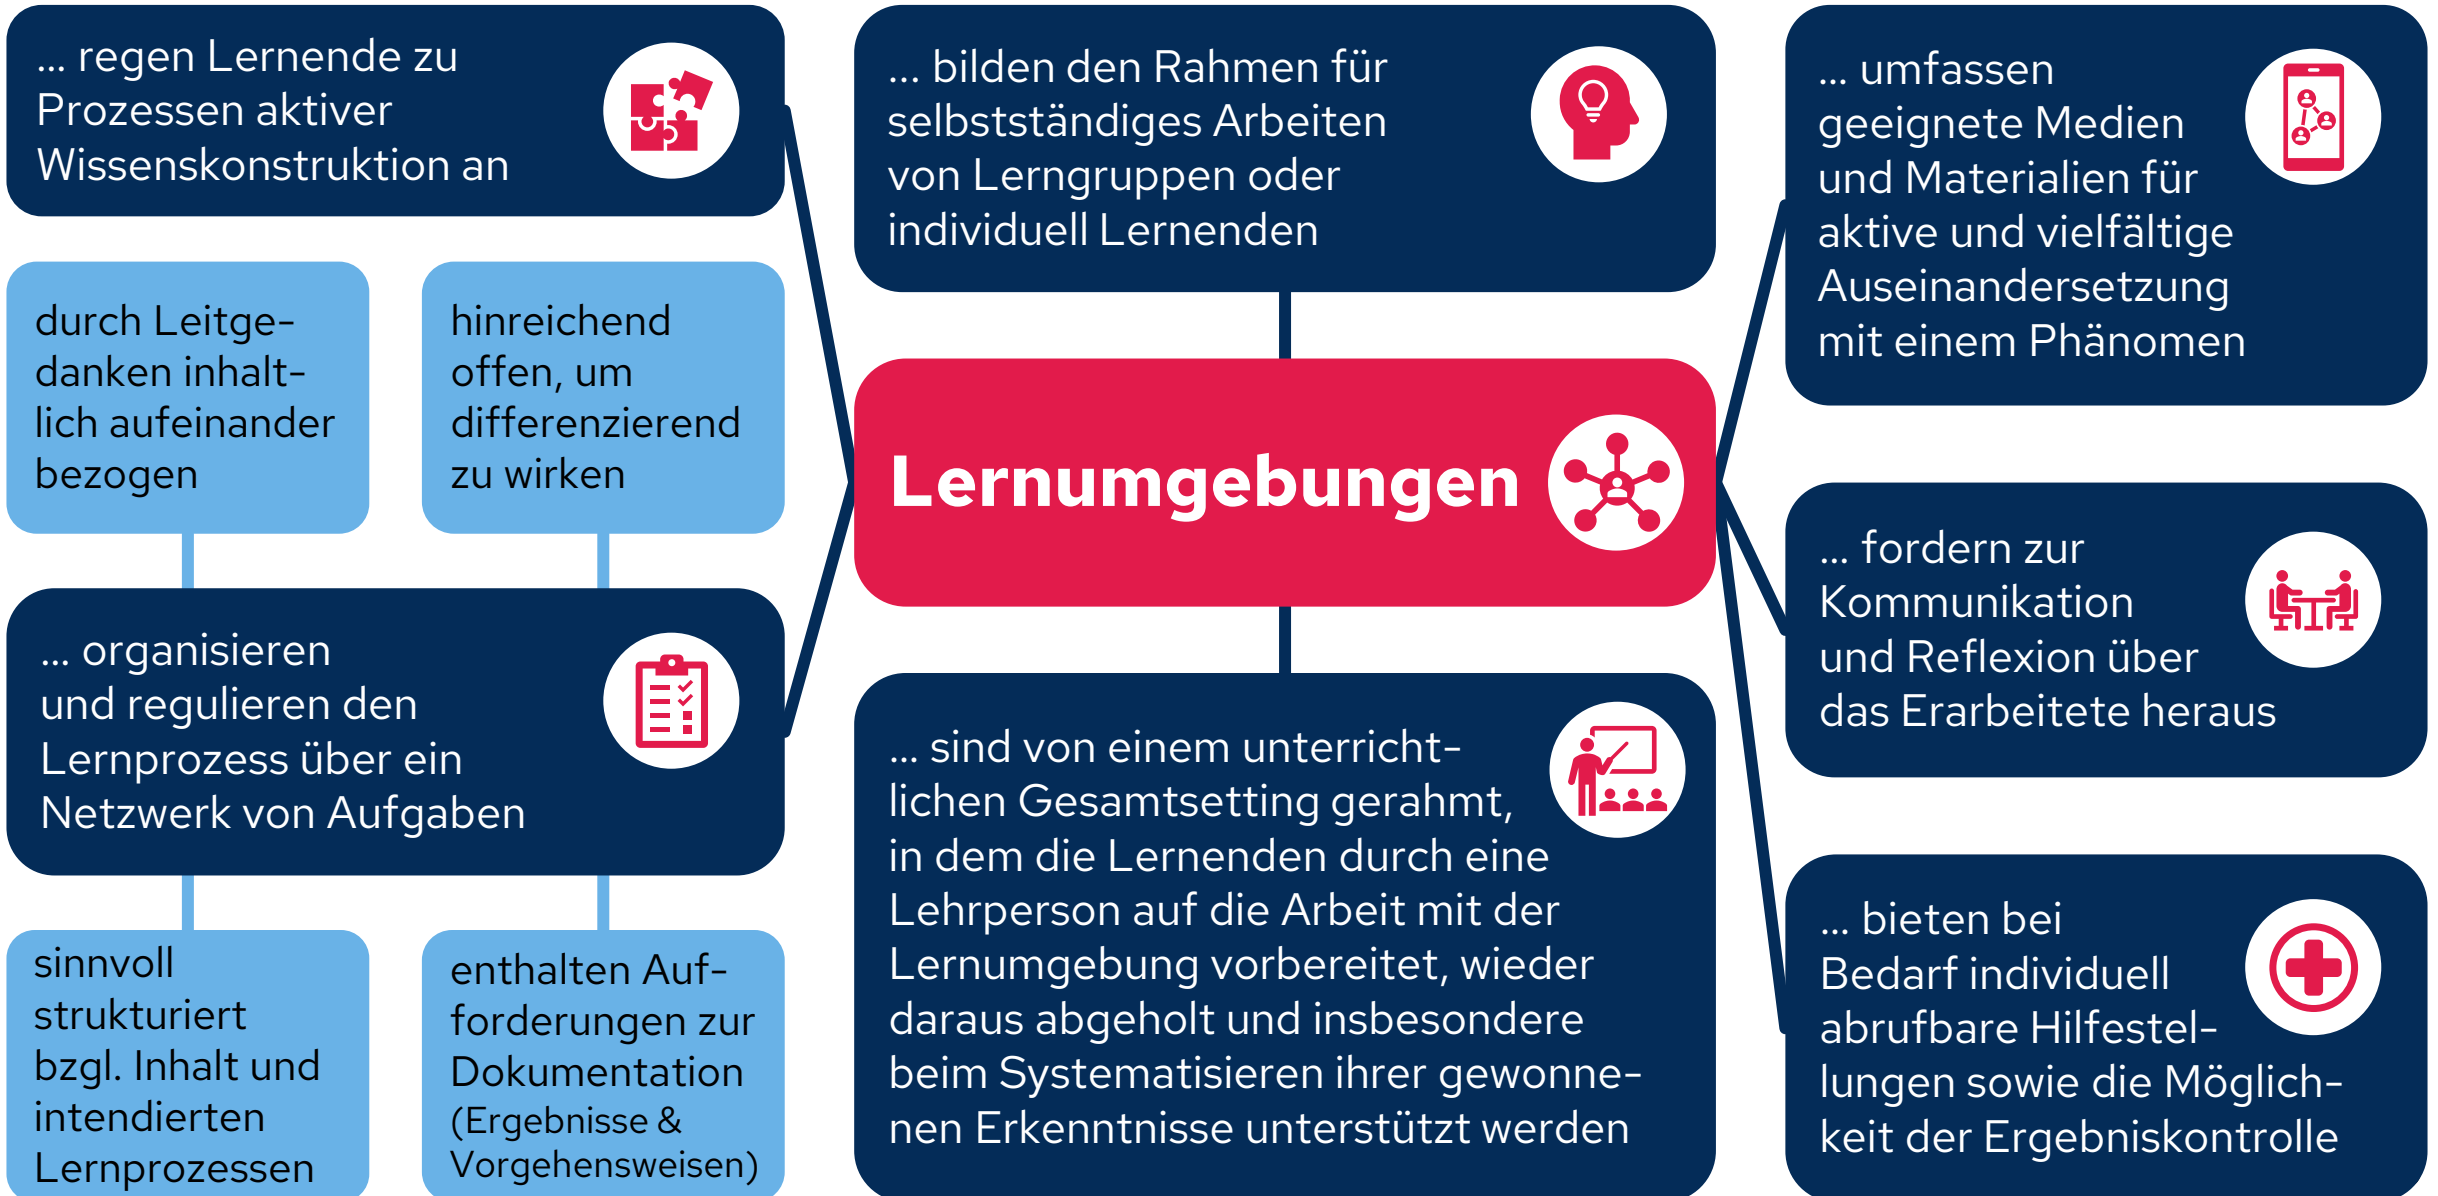 ... regen Lernende zu
Prozessen aktiver
Wissenskonstruktion an
durch Leitge-
danken inhalt-
lich aufeinander
bezogen
hinreichend
offen, um
differenzierend
zu wirken
... organisieren
und regulieren den
Lernprozess über ein
Netzwerk von Aufgaben
sinnvoll
strukturiert
bzgl. Inhalt und
intendierten
Lernprozessen
enthalten Auf-
forderungen zur
Dokumentation
(Ergebnisse &
Vorgehensweisen)
... bilden den Rahmen für
selbstständiges Arbeiten
von Lerngruppen oder
individuell Lernenden
Lernumgebungen
... sind von einem unterricht-
lichen Gesamtsetting gerahmt,
in dem die Lernenden durch eine
Lehrperson auf die Arbeit mit der
Lernumgebung vorbereitet, wieder
daraus abgeholt und insbesondere
beim Systematisieren ihrer gewonne-
nen Erkenntnisse unterstützt werden
... umfassen
geeignete Medien
und Materialien für
aktive und vielfältige
Auseinandersetzung
mit einem Phänomen
... fordern zur
Kommunikation
und Reflexion über
das Erarbeitete heraus
... bieten bei
Bedarf individuell
abrufbare Hilfestel-
lungen sowie die Möglich-
keit der Ergebniskontrolle